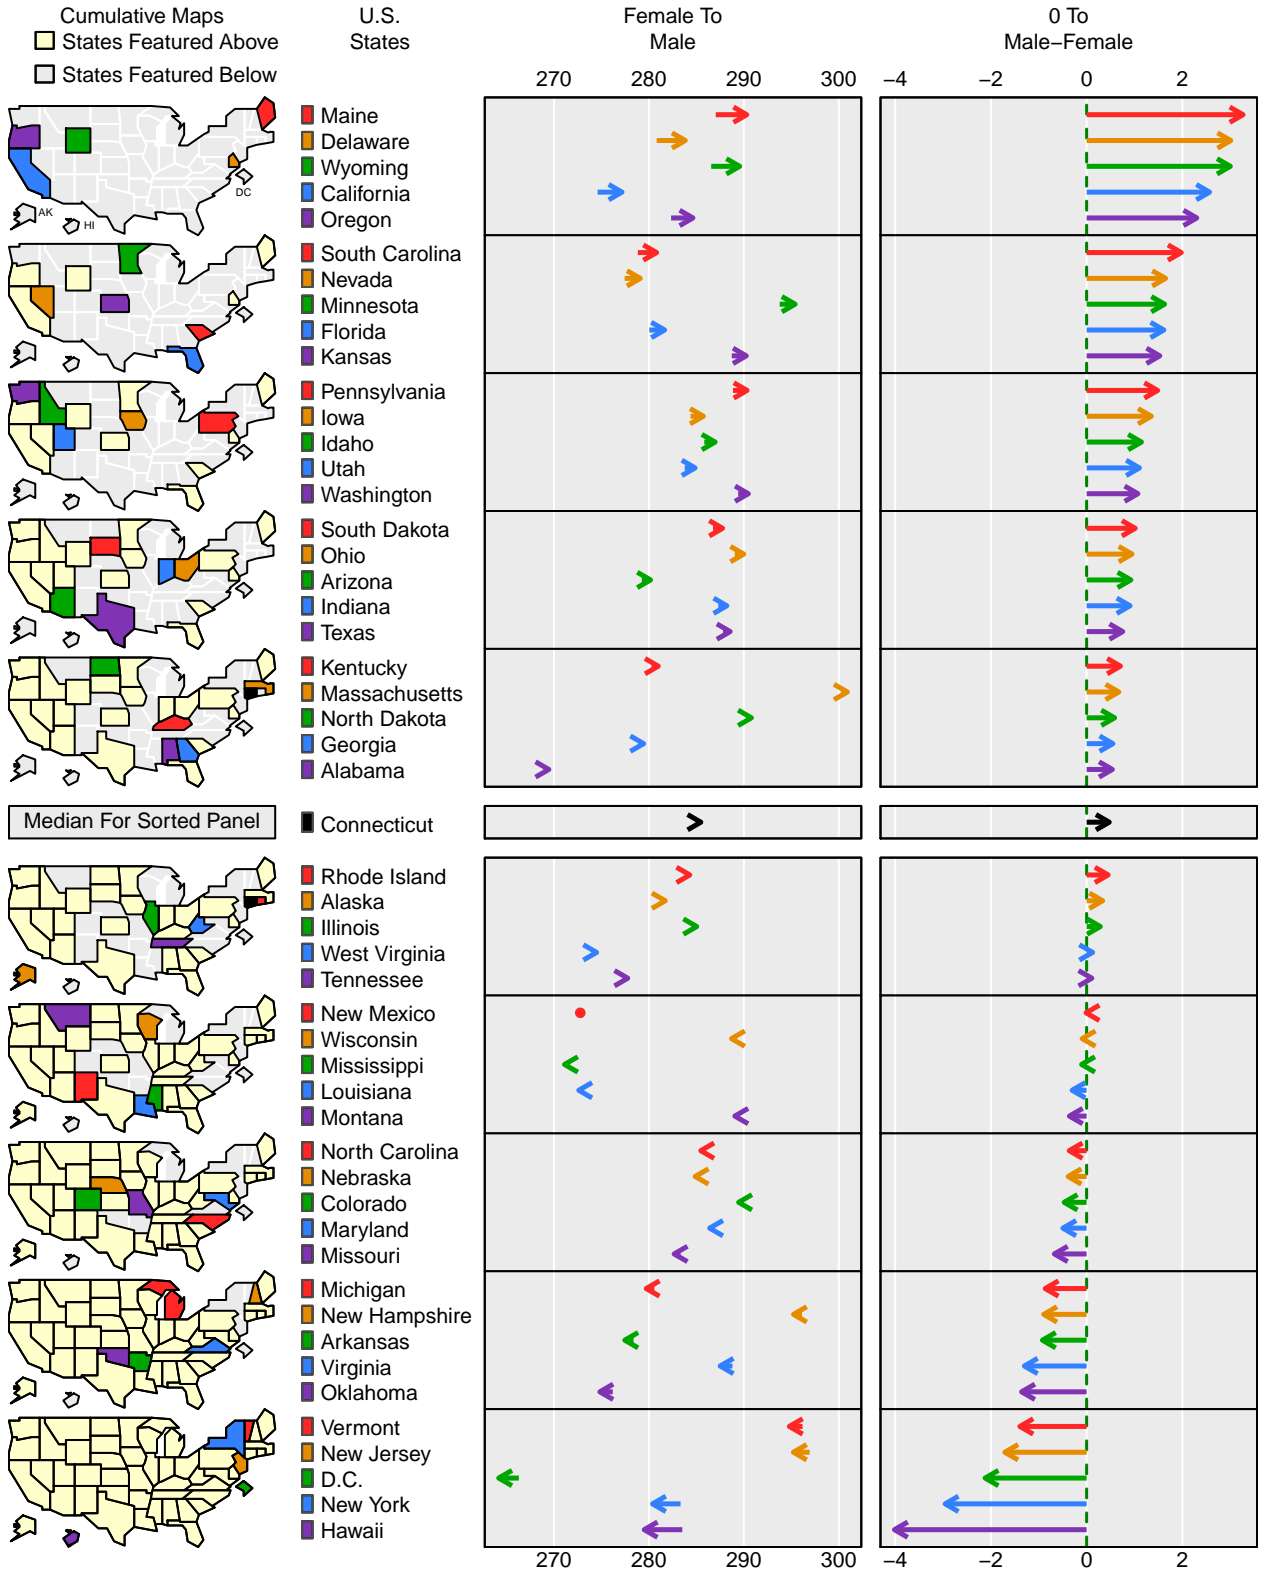 Cumulative Maps
States Featured Above
States Featured Below
U.S.
States
Female To
Male
0 To
Male−Female
270 280 290 300
−4 −2 0 2
Maine
Delaware
Wyoming
California
Oregon
DC
AK
HI
South Carolina
Nevada
Minnesota
Florida
Kansas
Pennsylvania
Iowa
Idaho
Utah
Washington
South Dakota
Ohio
Arizona
Indiana
Texas
Kentucky
Massachusetts
North Dakota
Georgia
Alabama
Median For Sorted Panel
Connecticut
Rhode Island
Alaska
Illinois
West Virginia
Tennessee
New Mexico
Wisconsin
Mississippi
Louisiana
Montana
North Carolina
Nebraska
Colorado
Maryland
Missouri
Michigan
New Hampshire
Arkansas
Virginia
Oklahoma
Vermont
New Jersey
D.C.
New York
Hawaii
270 280 290 300
−4 −2 0 2